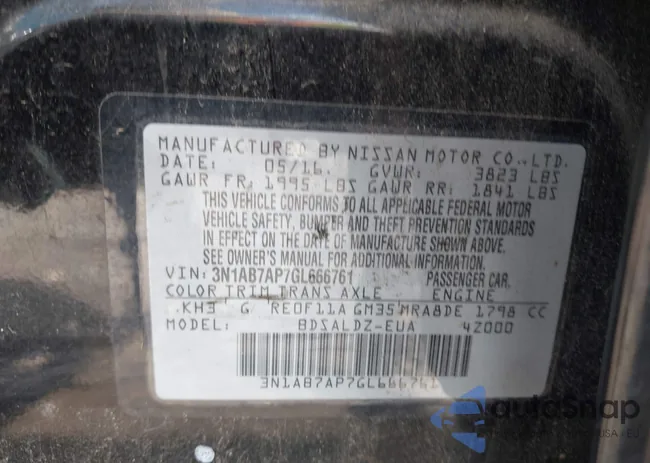 MANUFACTURED BY NISSAN MOTOR CO.,LTD.
DATE: 05/16. GVWR: 3823 LBS
GAWR FR, 1995 LBS GAWR RR: 1841 LBS
THIS VEHICLE CONFORMS TO ALL APPLICABLE FEDERAL MOTOR
VEHICLE SAFETY, BUMPER AND THEFT PREVENTION STANDARDS
IN EFFECT ON THE DATE OF MANUFACTURE SHOWN ABOVE.
SEE OWNER'S MANUAL FOR ADDITIONAL INFORMATION.
VIN: 3N1AB7AP7GL666761 PASSENGER CAR.
COLOR TRIM TRANS AXLE ENGINE
KH3 G RE0F11A GM35 MRA8DE 1798 CC
MODEL: BDSALDZ-EUA 4Z000
3N1AB7AP7GL666761
autoSnap
USA - EU